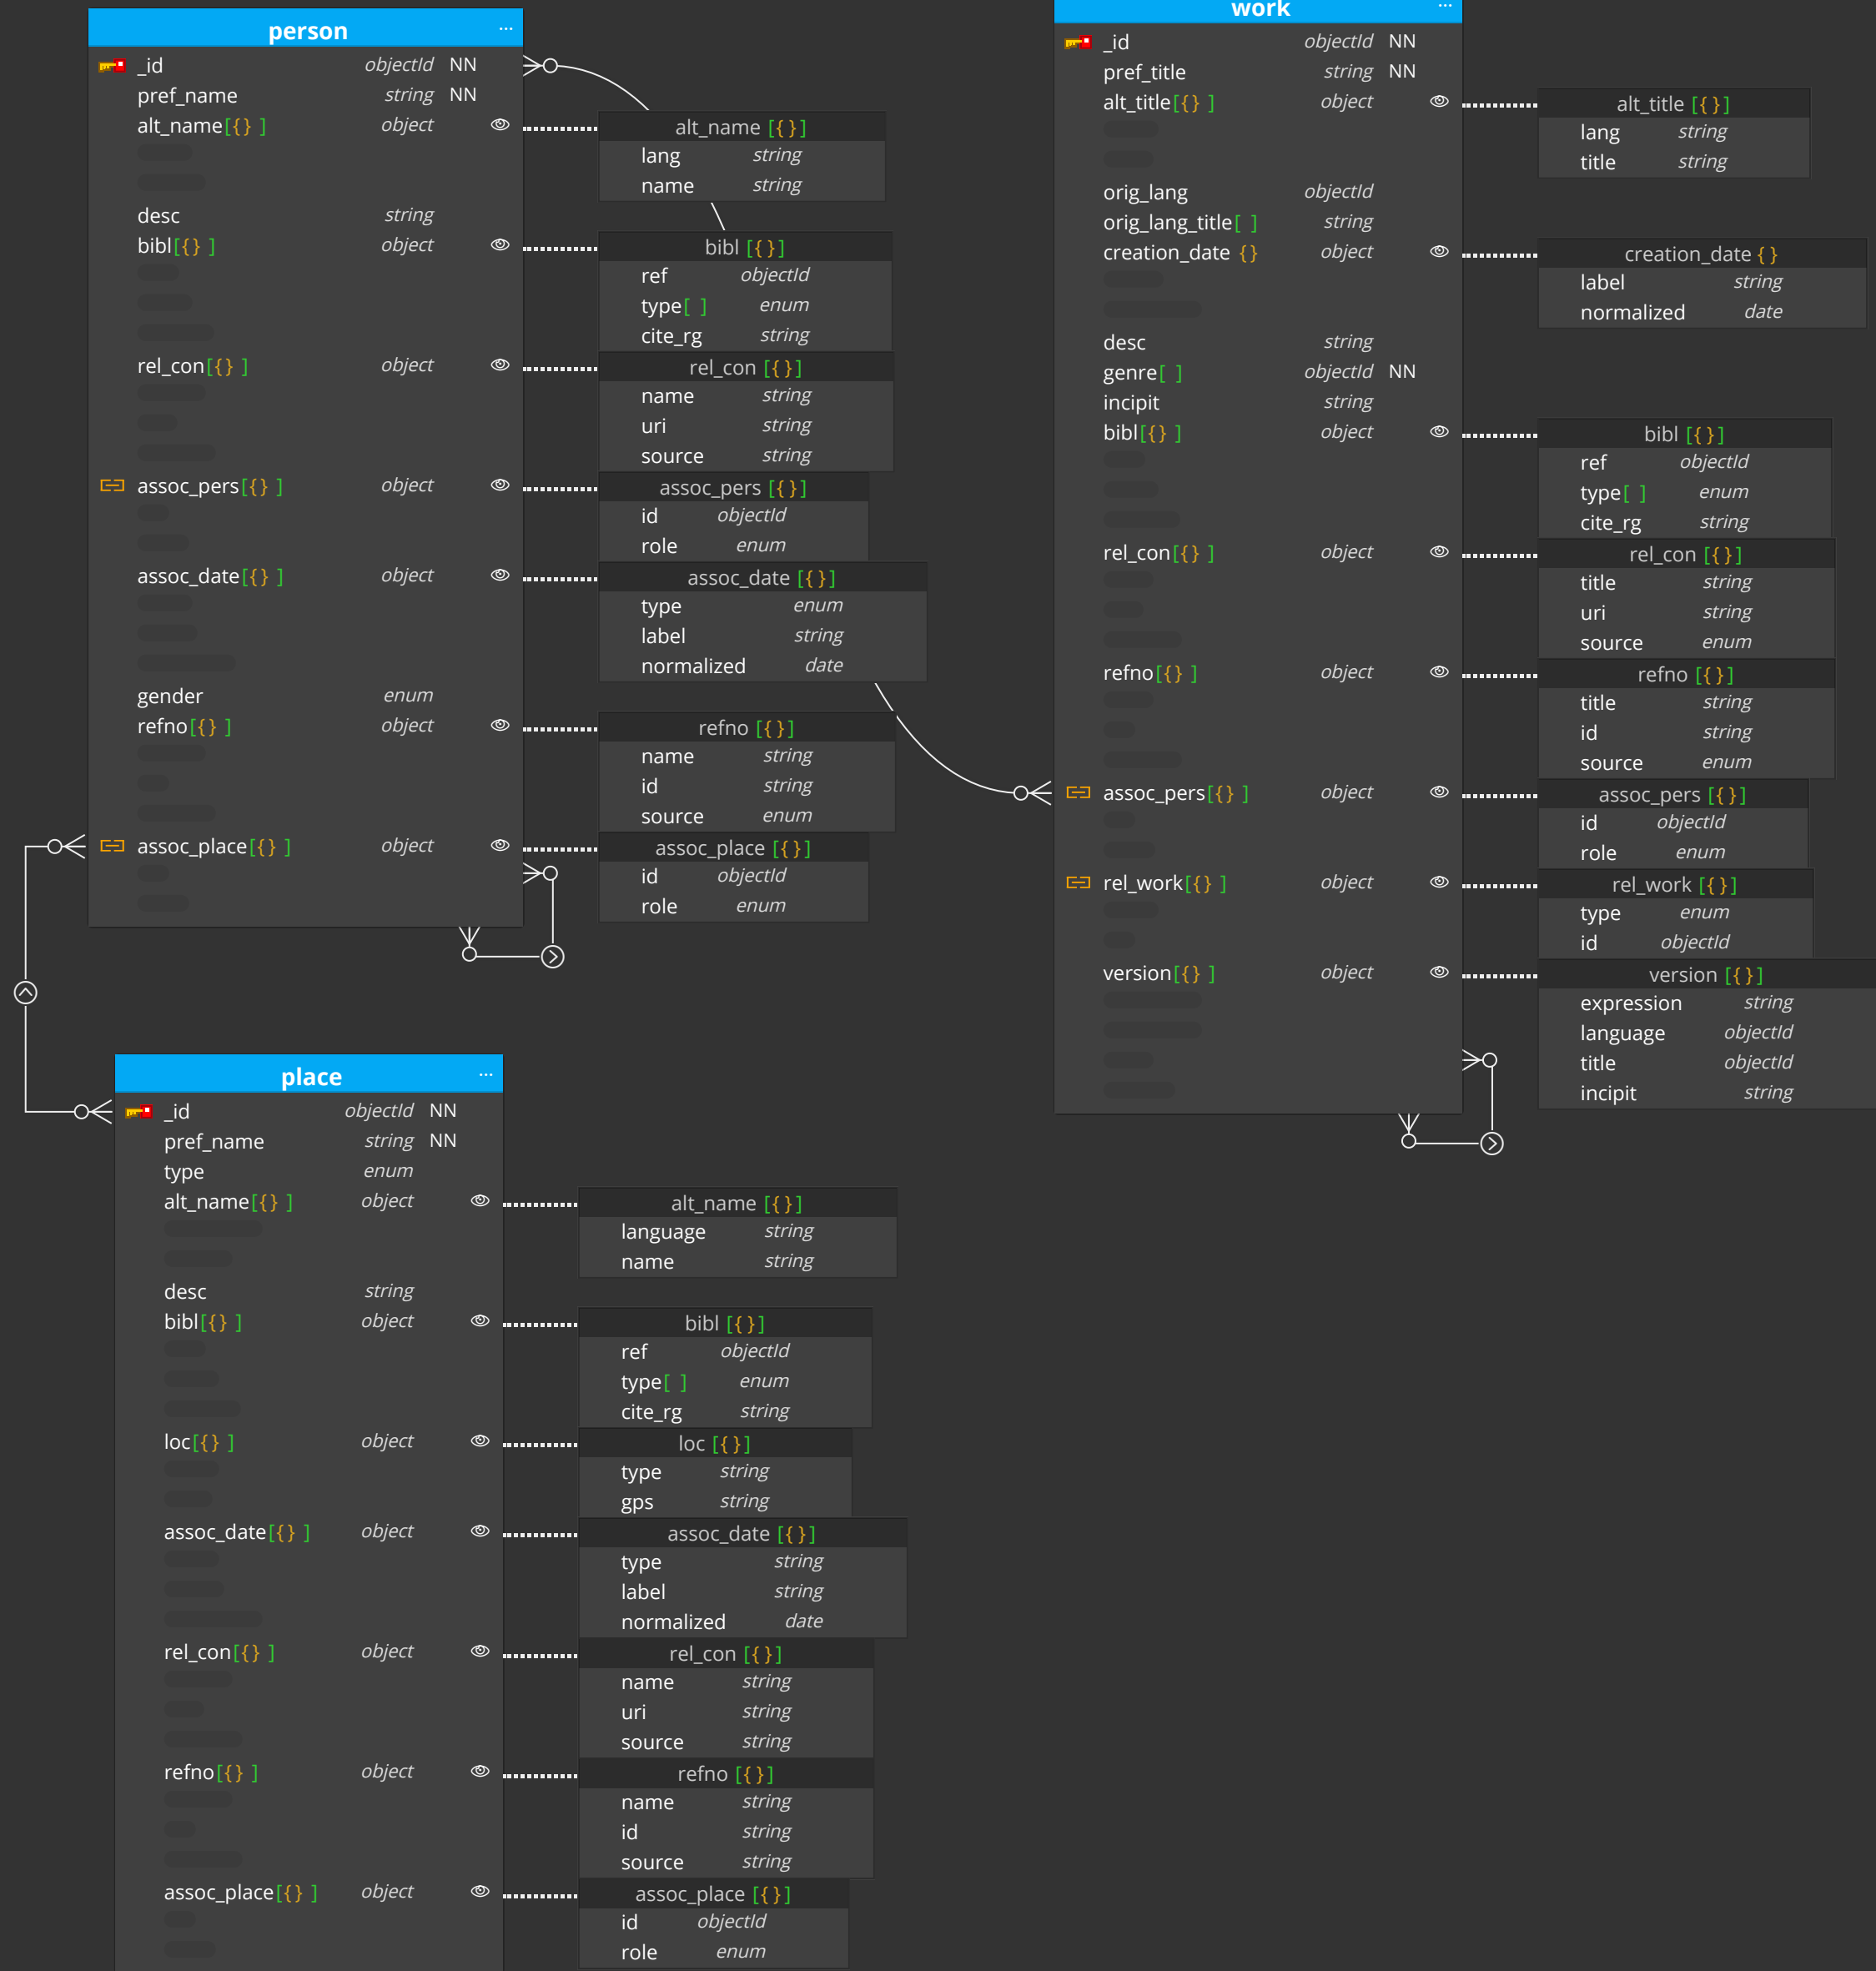 person ...
_id objectId NN
pref_name string NN
alt_name[{} ] object
desc string
bibl[{} ] object
rel_con[{} ] object
assoc_pers[{} ] object
assoc_date[{} ] object
gender enum
refno[{} ] object
assoc_place[{} ] object
alt_name [{}]
lang string
name string
bibl [{}]
ref objectId
type[ ] enum
cite_rg string
rel_con [{}]
name string
uri string
source string
assoc_pers [{}]
id objectId
role enum
assoc_date [{}]
type enum
label string
normalized date
refno [{}]
name string
id string
source enum
assoc_place [{}]
id objectId
role enum
work ...
_id objectId NN
pref_title string NN
alt_title[{} ] object
orig_lang objectId
orig_lang_title[ ] string
creation_date {} object
desc string
genre[ ] objectId NN
incipit string
bibl[{} ] object
rel_con[{} ] object
refno[{} ] object
assoc_pers[{} ] object
rel_work[{} ] object
version[{} ] object
alt_title [{}]
lang string
title string
creation_date {}
label string
normalized date
bibl [{}]
ref objectId
type[ ] enum
cite_rg string
rel_con [{}]
title string
uri string
source enum
refno [{}]
title string
id string
source enum
assoc_pers [{}]
id objectId
role enum
rel_work [{}]
type enum
id objectId
version [{}]
expression string
language objectId
title objectId
incipit string
place ...
_id objectId NN
pref_name string NN
type enum
alt_name[{} ] object
desc string
bibl[{} ] object
loc[{} ] object
assoc_date[{} ] object
rel_con[{} ] object
refno[{} ] object
assoc_place[{} ] object
alt_name [{}]
language string
name string
bibl [{}]
ref objectId
type[ ] enum
cite_rg string
loc [{}]
type string
gps string
assoc_date [{}]
type string
label string
normalized date
rel_con [{}]
name string
uri string
source string
refno [{}]
name string
id string
source string
assoc_place [{}]
id objectId
role enum